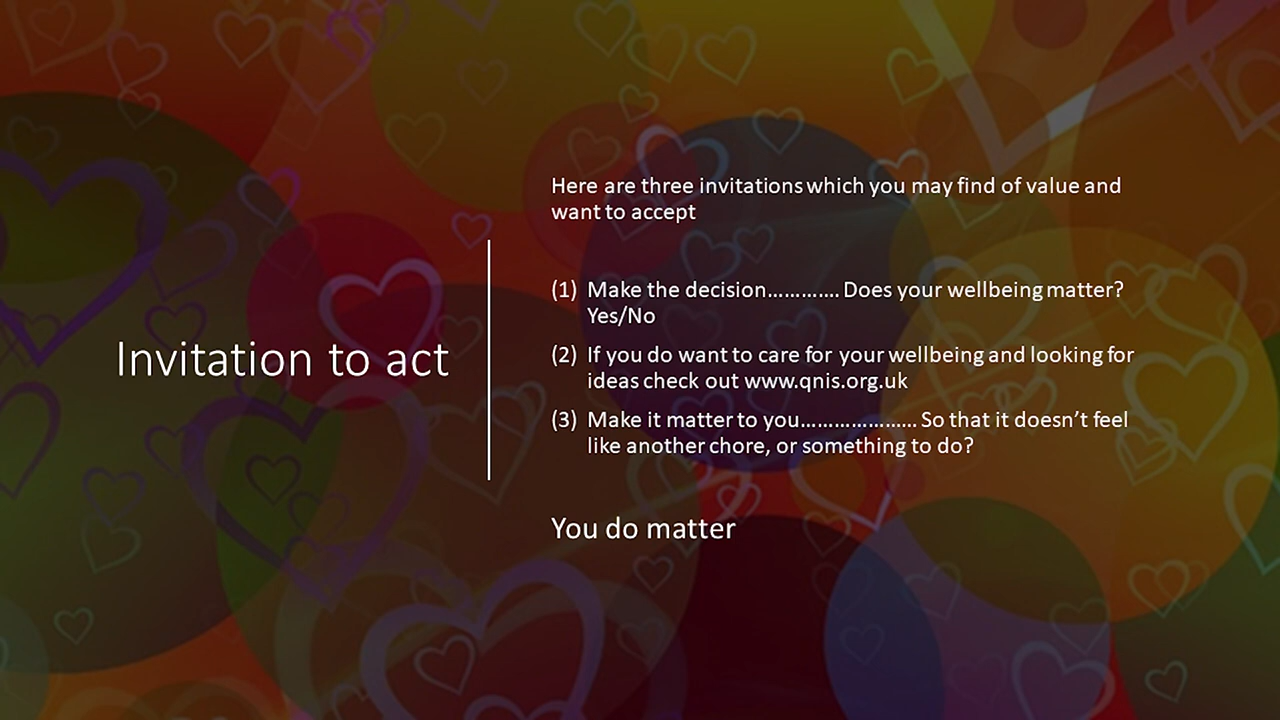 Invitation to act
Here are three invitations which you may find of value and
want to accept
(1) Make the decision............. Does your wellbeing matter?
Yes/No
(2) If you do want to care for your wellbeing and looking for
ideas check out www.qnis.org.uk
(3) Make it matter to you..................... So that it doesn’t feel
like another chore, or something to do?
You do matter